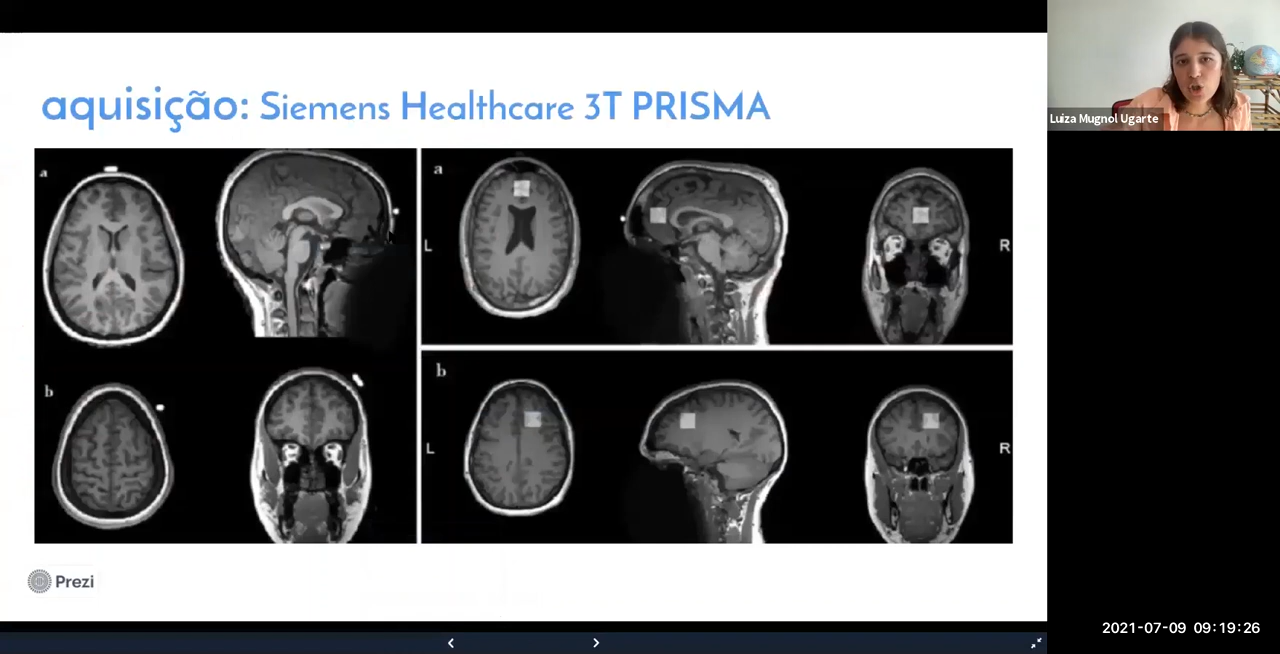 aquisição: Siemens Healthcare 3T PRISMA
Luiza Mugnol Ugarte
a
a
L
R
b
b
L
R
Prezi
2021-07-09 09:19:26